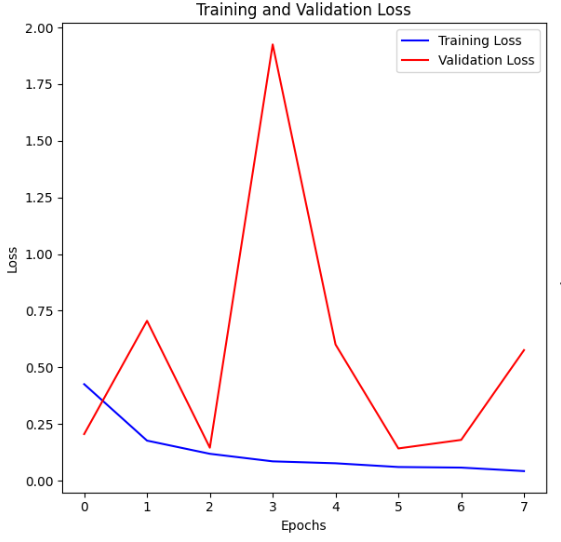 Training and Validation Loss
2.00
1.75
1.50
1.25
1.00
0.75
0.50
0.25
0.00
Loss
Training Loss
Validation Loss
0 1 2 3 4 5 6 7
Epochs